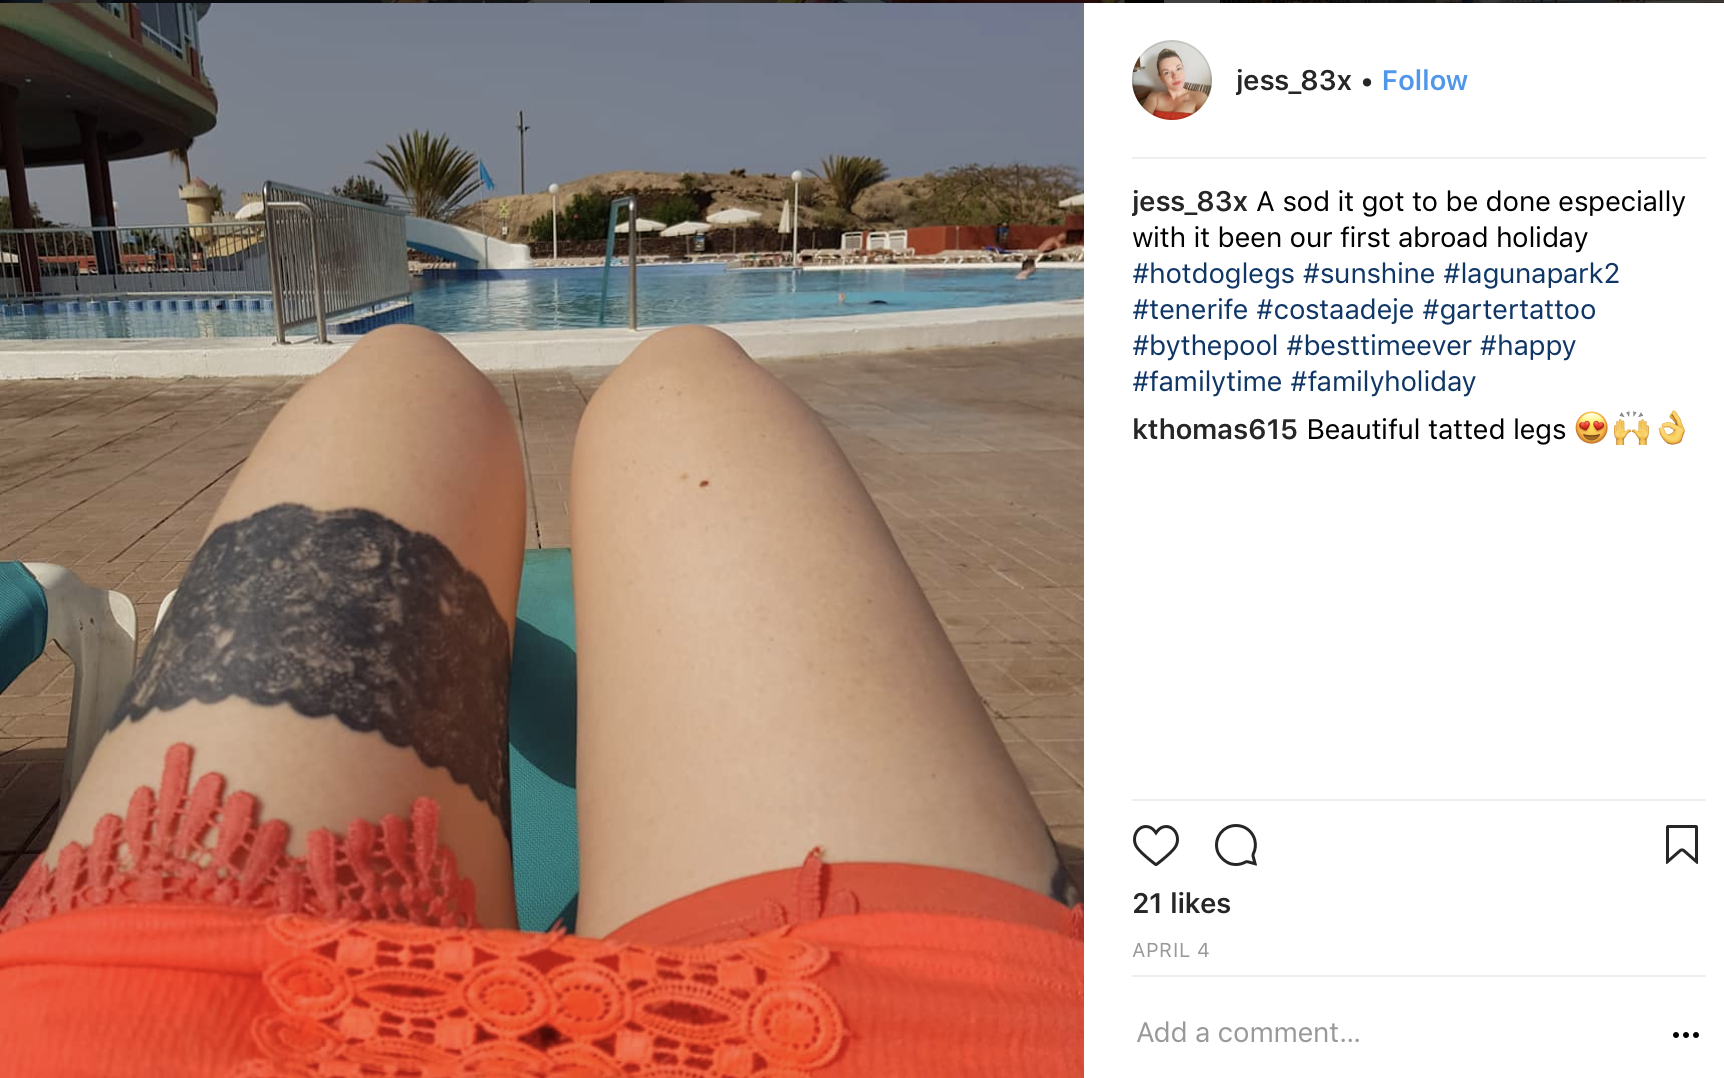 jess_83x • Follow
jess_83x A sod it got to be done especially
with it been our first abroad holiday
#hotdoglegs #sunshine #lagunapark2
#tenerife #costaadeje #gartertattoo
#bythepool #besttimeever #happy
#familytime #familyholiday
kthomas615 Beautiful tatted legs 😍🙌👌
21 likes
APRIL 4
Add a comment...